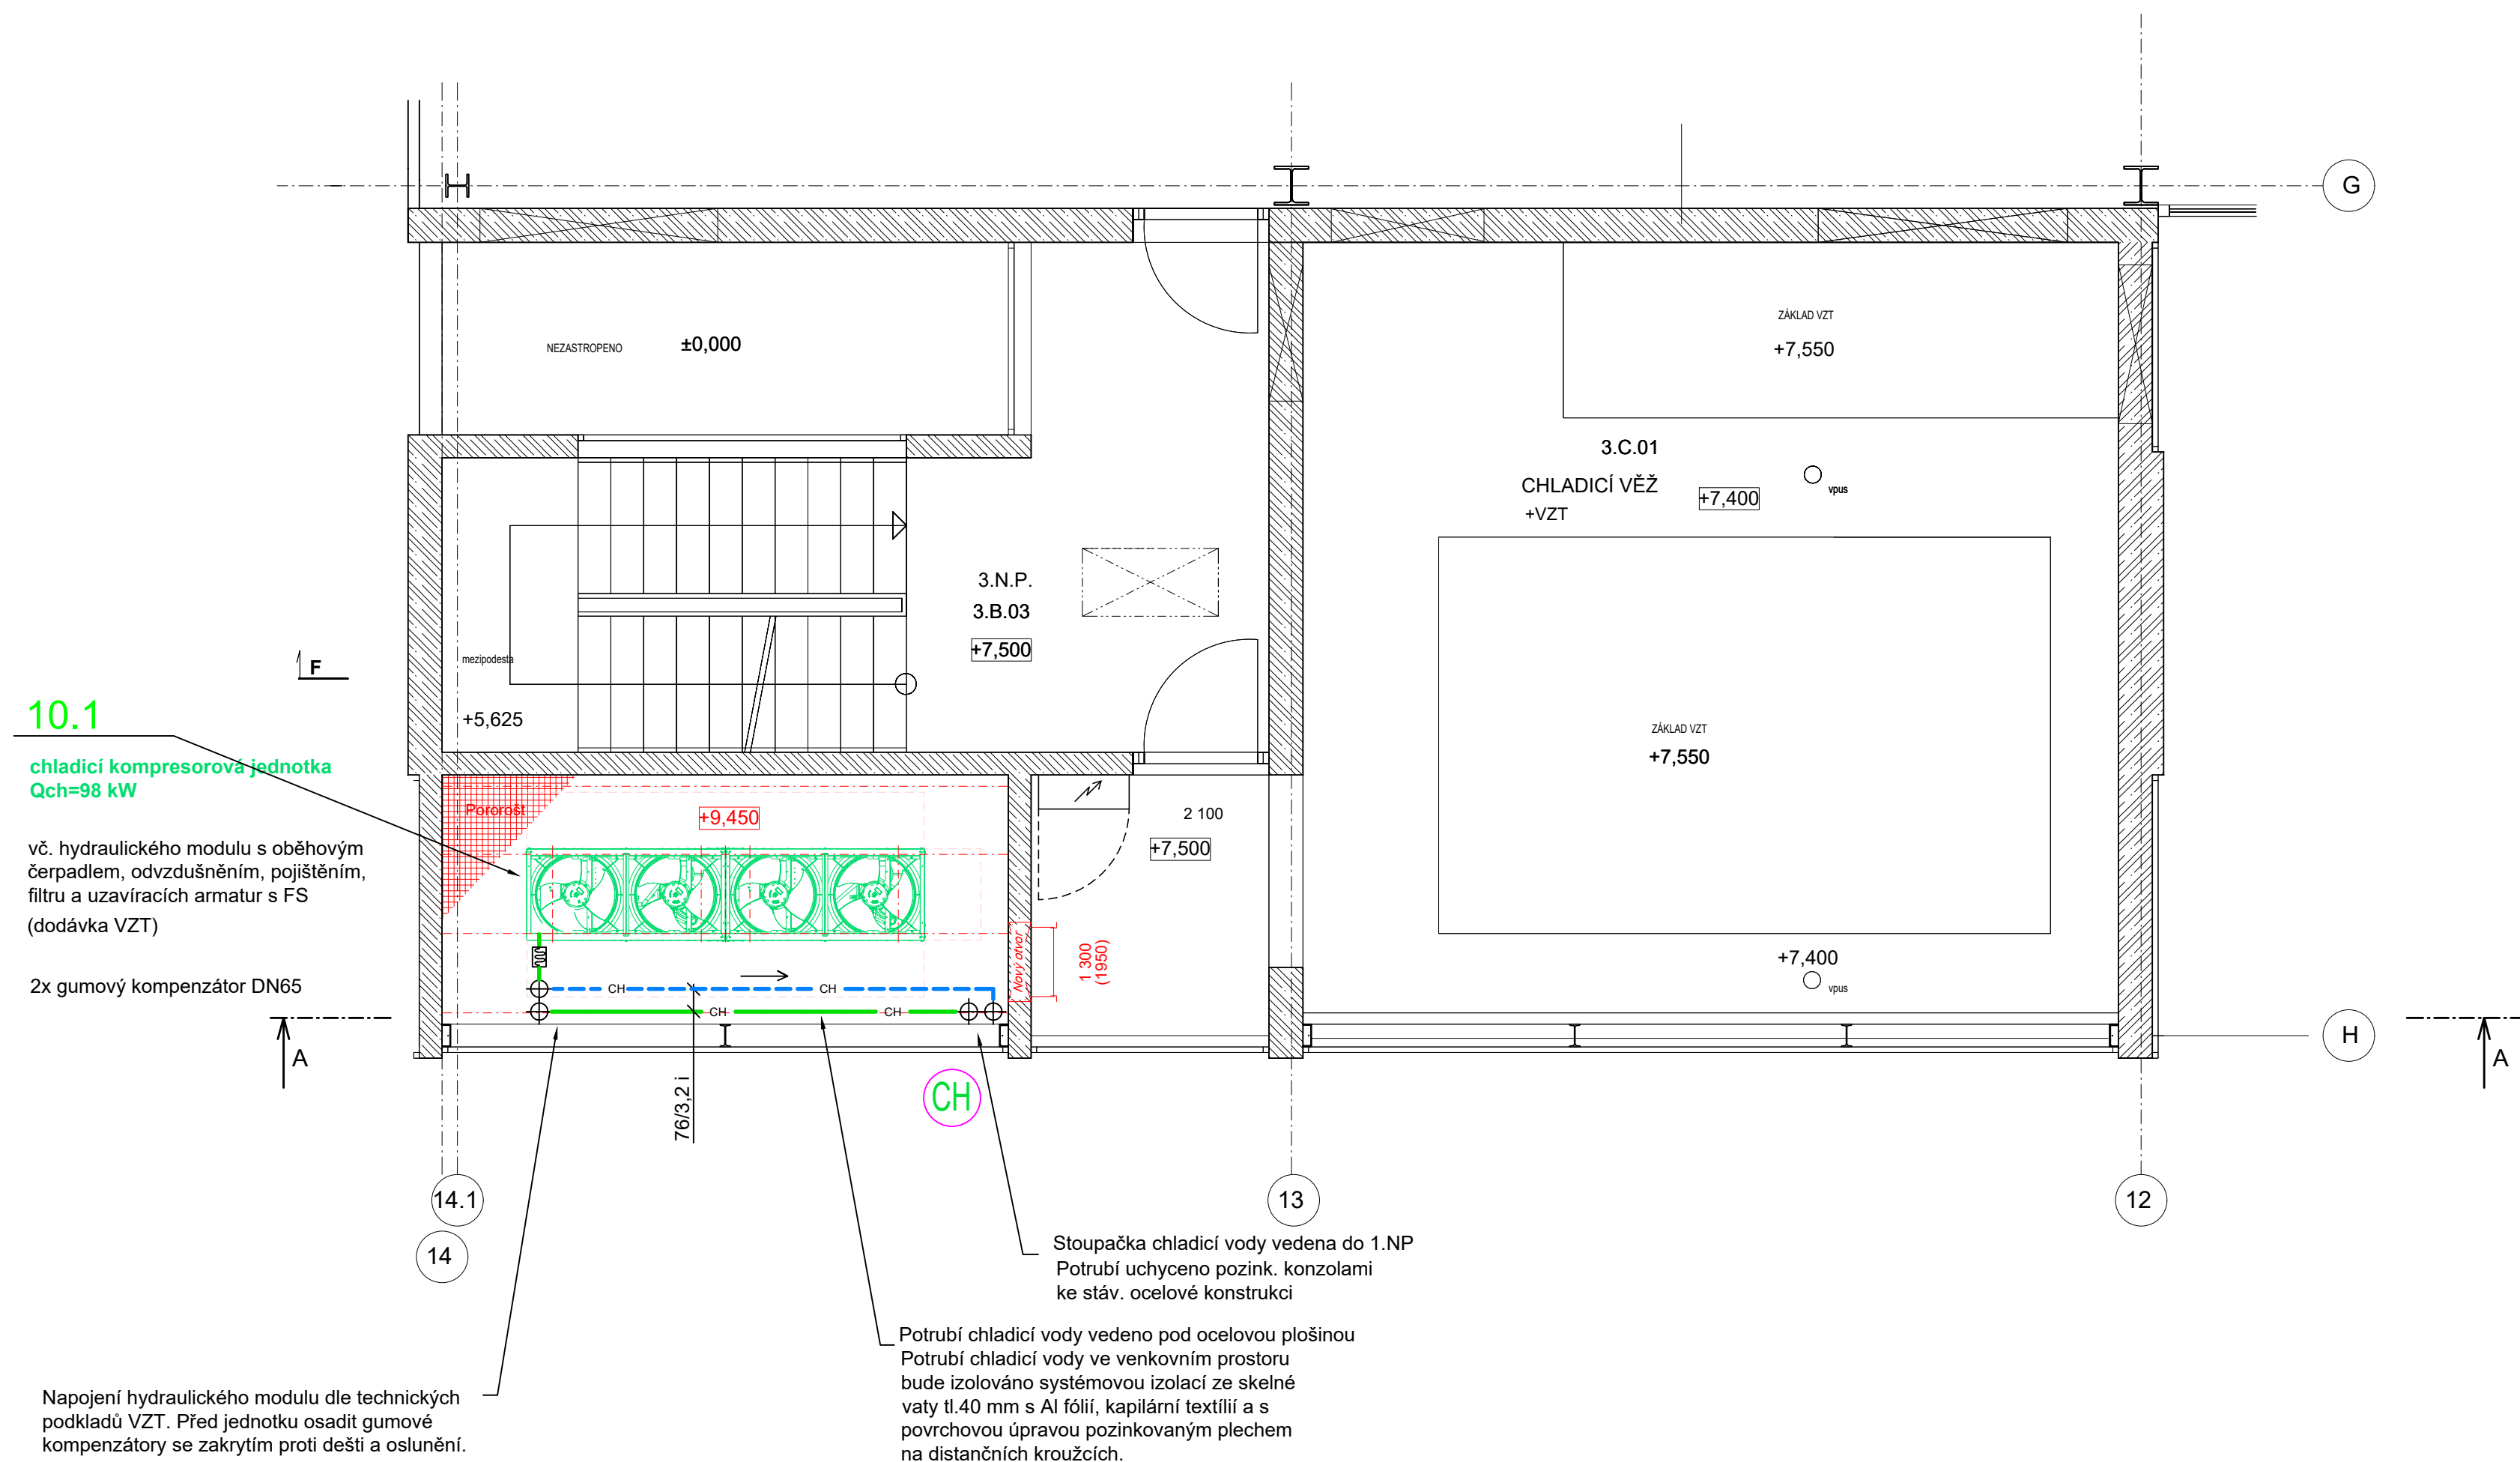 G
NEZASTROPENO
±0,000
ZÁKLAD VZT
+7,550
3.C.01
CHLADICÍ VĚŽ
+7,400
+VZT
vpus
3.N.P.
3.B.03
+7,500
mezipodesta
+5,625
F
ZÁKLAD VZT
+7,550
10.1
chladicí kompresorová jednotka
Qch=98 kW
vč. hydraulického modulu s oběhovým
čerpadlem, odvzdušněním, pojištěním,
filtru a uzavíracích armatur s FS
(dodávka VZT)
2x gumový kompenzátor DN65
Pororošt
+9,450
2 100
+7,500
Nový otvor
1 300
(1950)
+7,400
vpus
CH
CH
CH
CH
A
H
A
76/3,2 i
CH
14.1
13
12
14
Stoupačka chladicí vody vedena do 1.NP
Potrubí uchyceno pozink. konzolami
ke stáv. ocelové konstrukci
Potrubí chladicí vody vedeno pod ocelovou plošinou
Potrubí chladicí vody ve venkovním prostoru
bude izolováno systémovou izolací ze skelné
vaty tl.40 mm s Al fólií, kapilární textílií a s
povrchovou úpravou pozinkovaným plechem
na distančních kroužcích.
Napojení hydraulického modulu dle technických
podkladů VZT. Před jednotku osadit gumové
kompenzátory se zakrytím proti dešti a oslunění.